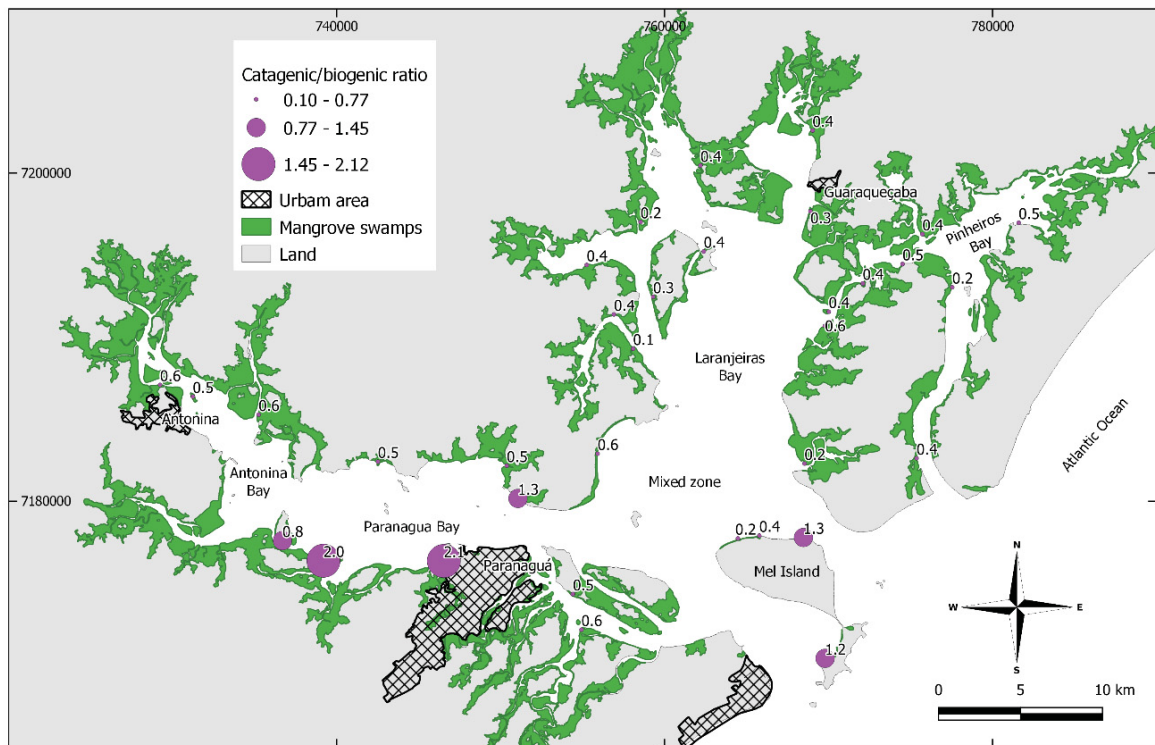 740000
760000
780000
7200000
7180000
Catagenic/biogenic ratio
0.10 - 0.77
0.77 - 1.45
1.45 - 2.12
Urbam area
Mangrove swamps
Land
0.4
0.4
Guaraqueçaba
0.2
0.3
0.4
0.5
Pinheiros
Bay
0.4
0.4
0.5
0.4
0.2
0.3
0.4
0.4
0.6
0.1
Laranjeiras
Bay
0.6
0.5
Antonina
0.6
0.6
0.5
0.5
0.2
0.4
Atlantic Ocean
Antonina
Bay
1.3
Mixed zone
Paranagua Bay
0.8
2.0
2.1
Paranagua
0.2
0.4
1.3
Mel Island
0.5
0.6
1.2
N
W
E
S
0
5
10 km